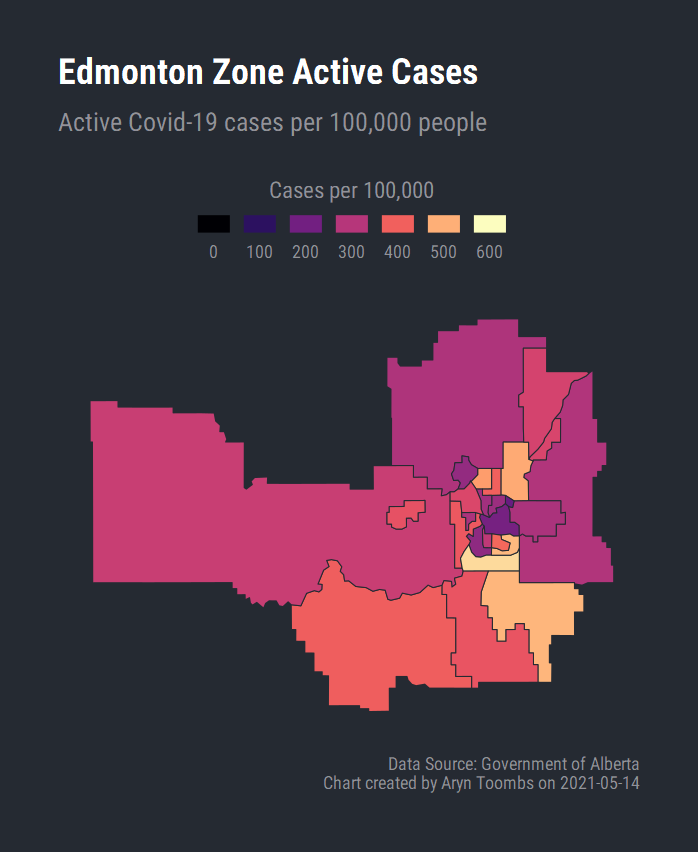 Edmonton Zone Active Cases
Active Covid-19 cases per 100,000 people
Cases per 100,000
0 100 200 300 400 500 600
Data Source: Government of Alberta
Chart created by Aryn Toombs on 2021-05-14